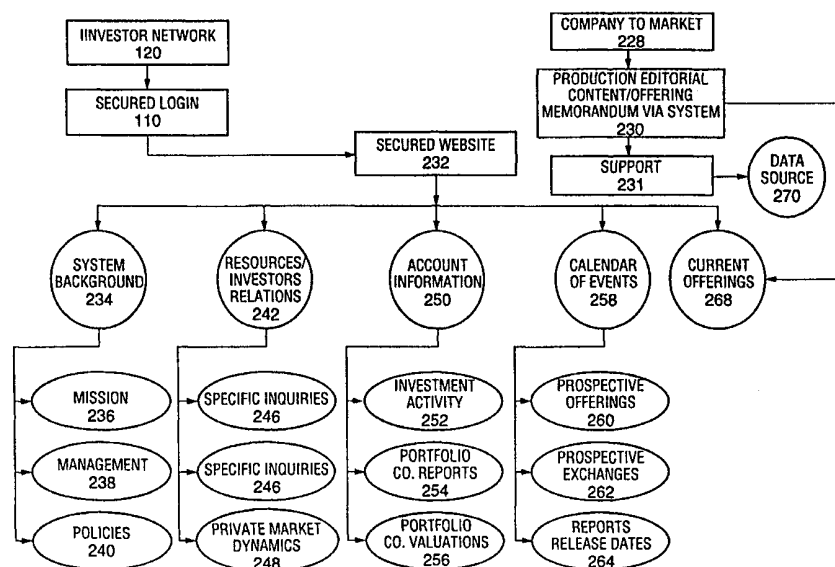 IINVESTOR NETWORK
120
SECURED LOGIN
110
COMPANY TO MARKET
228
PRODUCTION EDITORIAL
CONTENT/OFFERING
MEMORANDUM VIA SYSTEM
230
SECURED WEBSITE
232
SUPPORT
231
DATA
SOURCE
270
SYSTEM
BACKGROUND
234
RESOURCES/
INVESTORS
RELATIONS
242
ACCOUNT
INFORMATION
250
CALENDAR
OF EVENTS
258
CURRENT
OFFERINGS
268
MISSION
236
SPECIFIC INQUIRIES
246
INVESTMENT
ACTIVITY
252
PROSPECTIVE
OFFERINGS
260
MANAGEMENT
238
SPECIFIC INQUIRIES
246
PORTFOLIO
CO. REPORTS
254
PROSPECTIVE
EXCHANGES
262
POLICIES
240
PRIVATE MARKET
DYNAMICS
248
PORTFOLIO
CO. VALUATIONS
256
REPORTS
RELEASE DATES
264